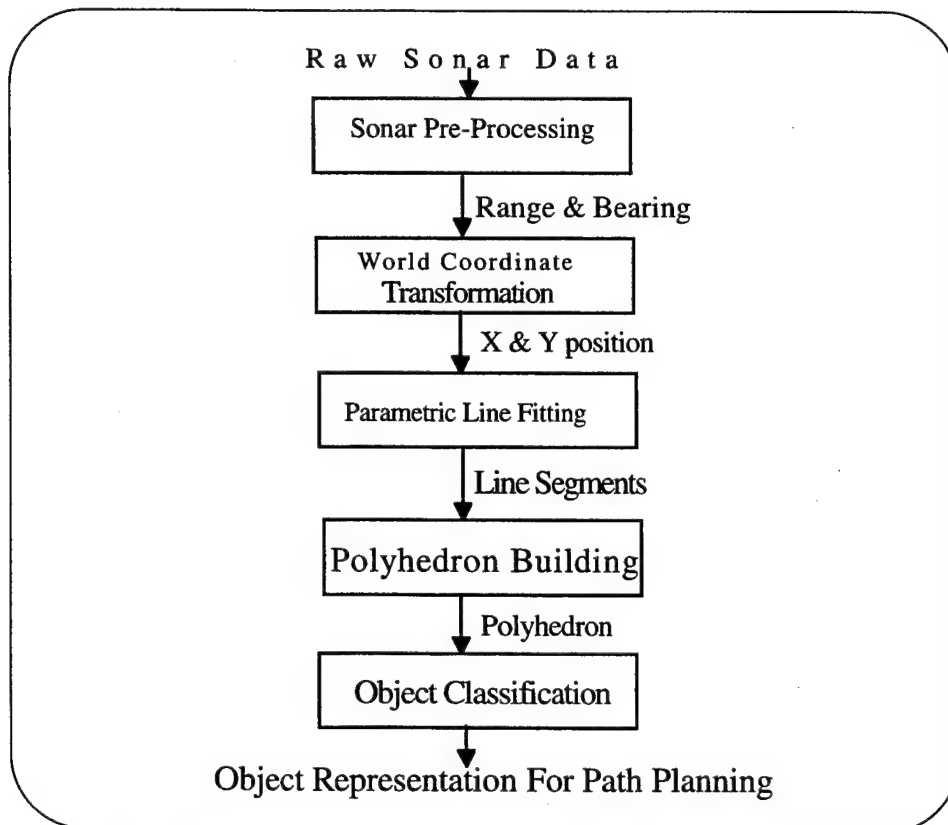 Raw Sonar Data
Sonar Pre-Processing
Range & Bearing
World Coordinate
Transformation
X & Y position
Parametric Line Fitting
Line Segments
Polyhedron Building
Polyhedron
Object Classification
Object Representation For Path Planning